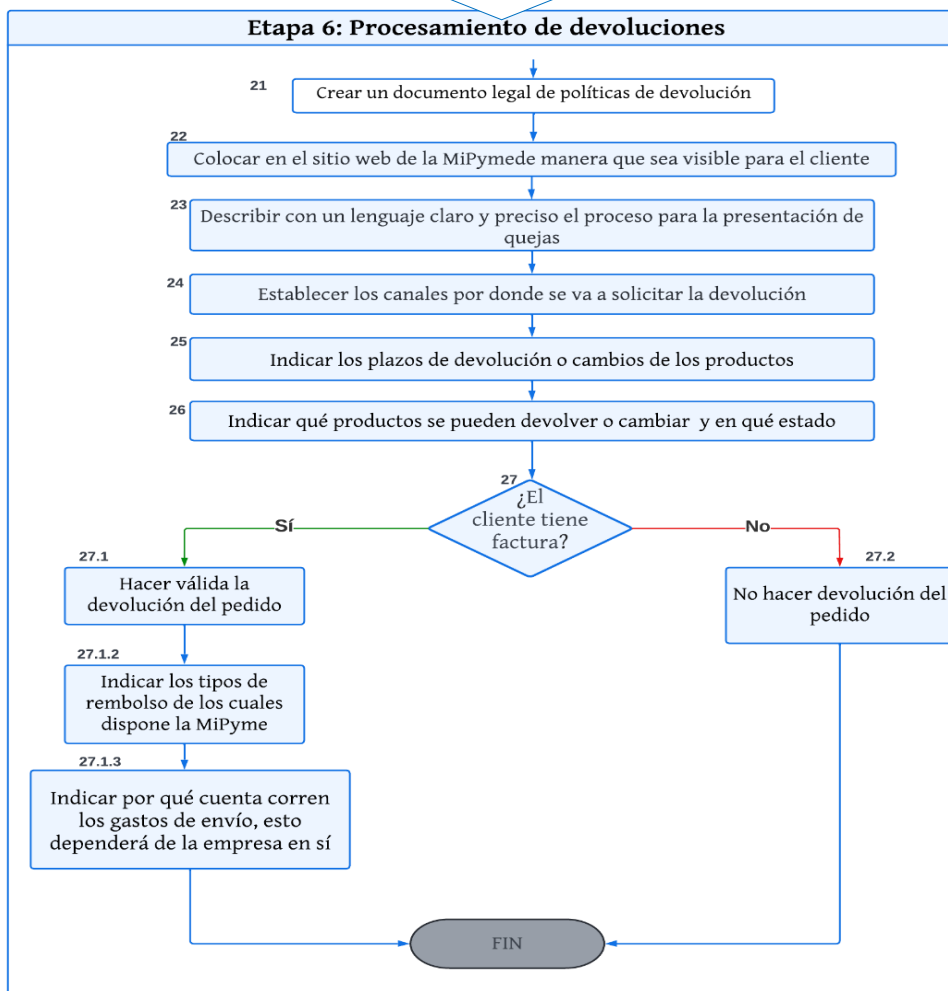 Etapa 6: Procesamiento de devoluciones
21
Crear un documento legal de políticas de devolución
22
Colocar en el sitio web de la MiPymede manera que sea visible para el cliente
23
Describir con un lenguaje claro y preciso el proceso para la presentación de
quejas
24
Establecer los canales por donde se va a solicitar la devolución
25
Indicar los plazos de devolución o cambios de los productos
26
Indicar qué productos se pueden devolver o cambiar y en qué estado
27
¿El
cliente tiene
factura?
Sí
No
27.1
Hacer válida la
devolución del pedido
27.2
No hacer devolución del
pedido
27.1.2
Indicar los tipos de
rembolso de los cuales
dispone la MiPyme
27.1.3
Indicar por qué cuenta corren
los gastos de envío, esto
dependerá de la empresa en sí
FIN